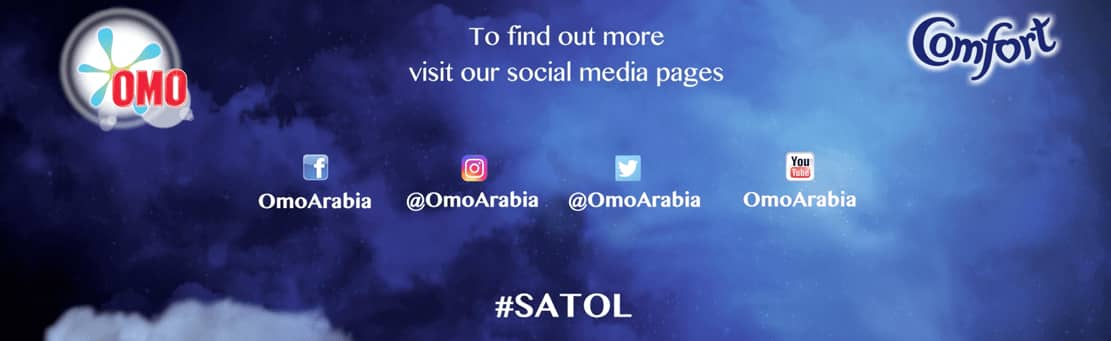 OMO
To find out more
visit our social media pages
Comfort
f
You
Tube
OmoArabia
@OmoArabia
@OmoArabia
OmoArabia
#SATOL